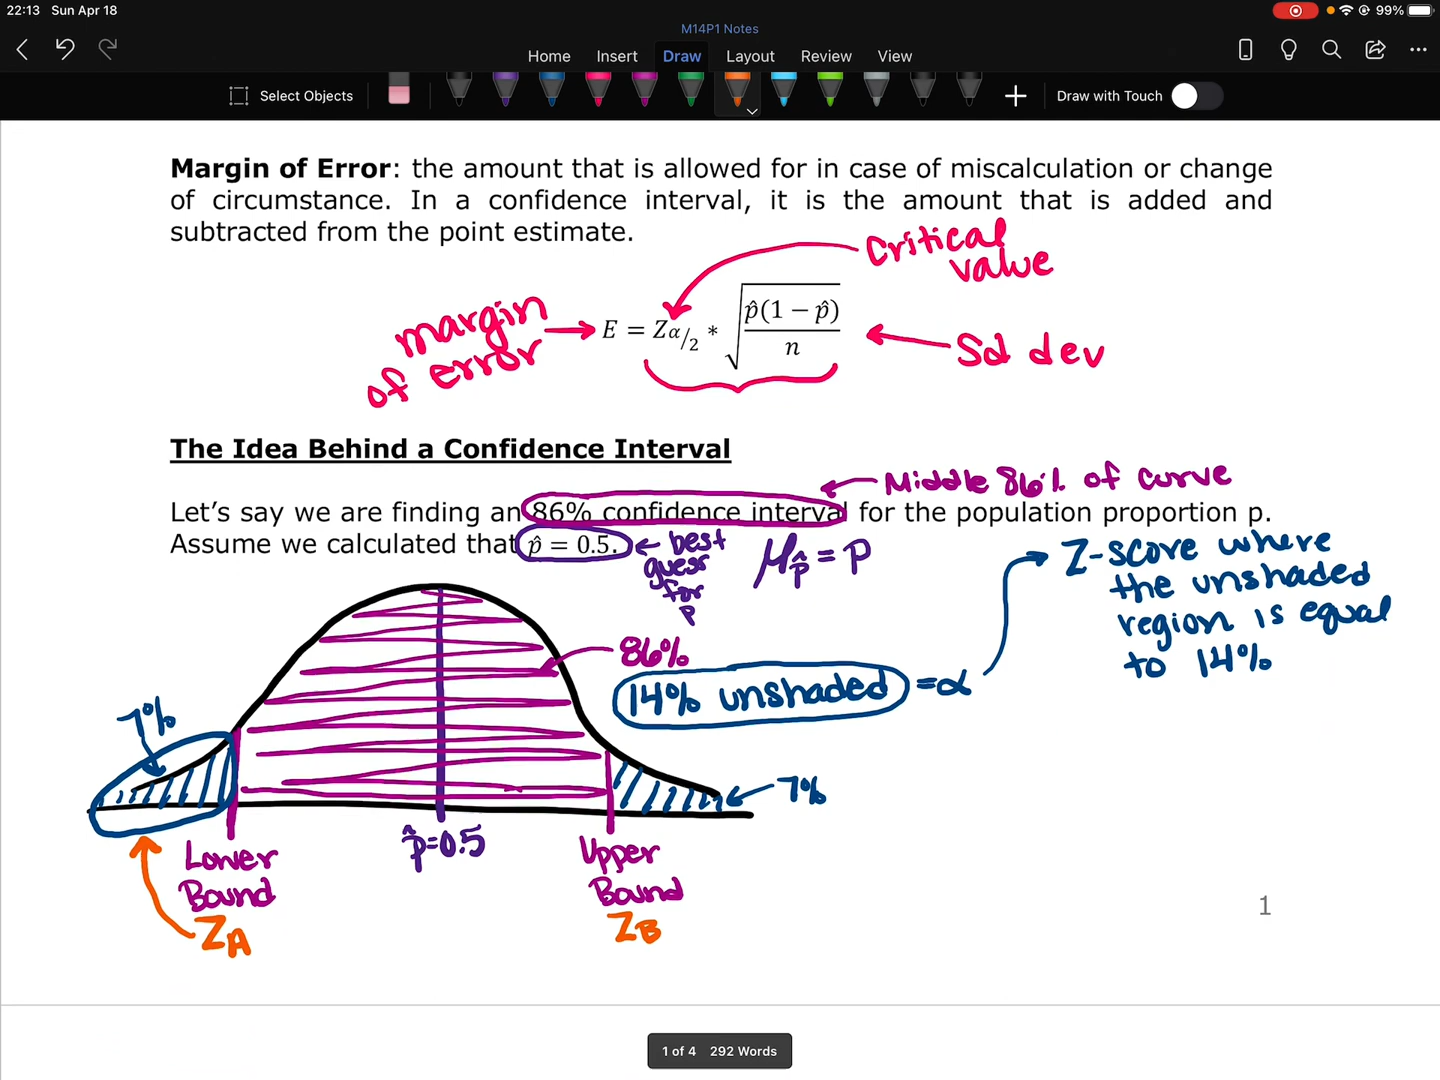 22:13 Sun Apr 18
99%
M14P1 Notes
Home Insert Draw Layout Review View
Select Objects
Draw with Touch
Margin of Error: the amount that is allowed for in case of miscalculation or change
of circumstance. In a confidence interval, it is the amount that is added and
subtracted from the point estimate.
critical
value
margin
of error
E = Zα/2 * √(p̂(1 − p̂)/n)
Sd dev
The Idea Behind a Confidence Interval
Middle 86% of curve
Let’s say we are finding an 86% confidence interval for the population proportion p.
Assume we calculated that p̂ = 0.5.
best
guess
for
p
μp̂ = p
Z-score where
the unshaded
region is equal
to 14%
86%
14% unshaded = α
7%
7%
Lower
Bound
ZA
p̂=0.5
Upper
Bound
ZB
1
1 of 4 292 Words